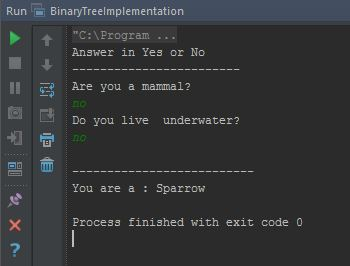 Run BinaryTreeImplementation
"C:\Program ...
Answer in Yes or No
-----------------------
Are you a mammal?
no
Do you live  underwater?
no
-------------------------
You are a : Sparrow
Process finished with exit code 0